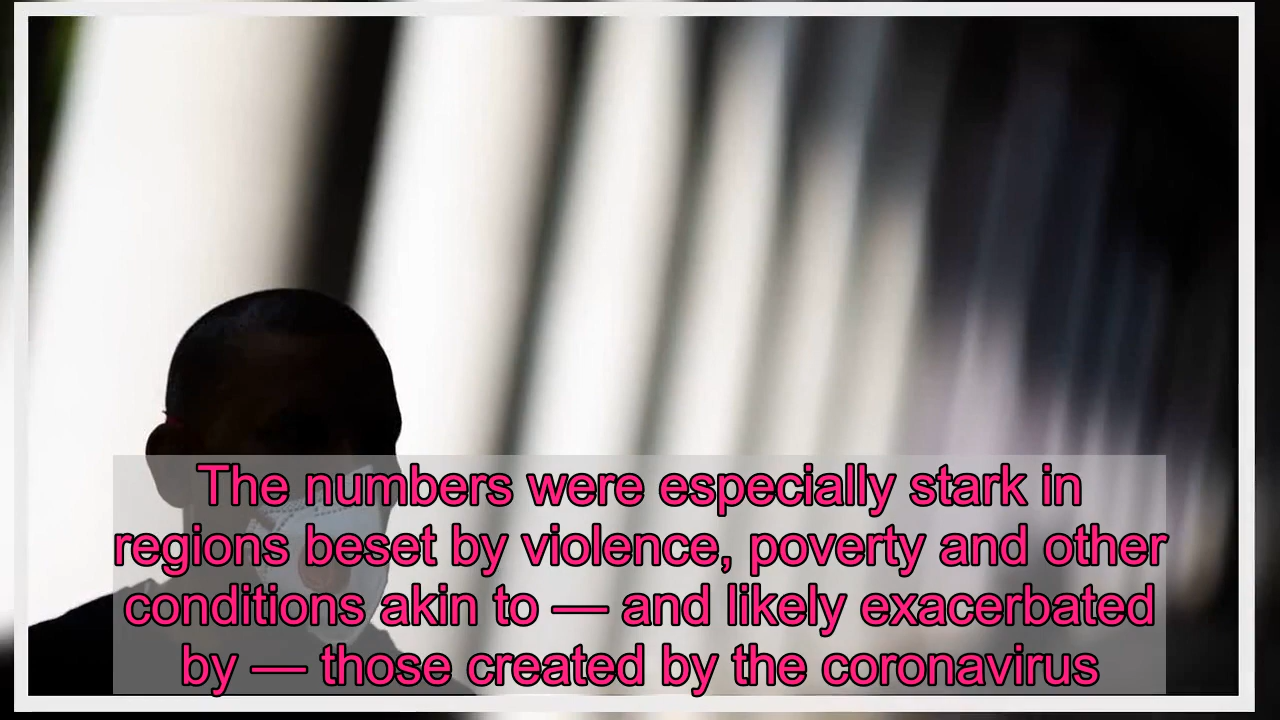 The numbers were especially stark in
regions beset by violence, poverty and other
conditions akin to — and likely exacerbated
by — those created by the coronavirus